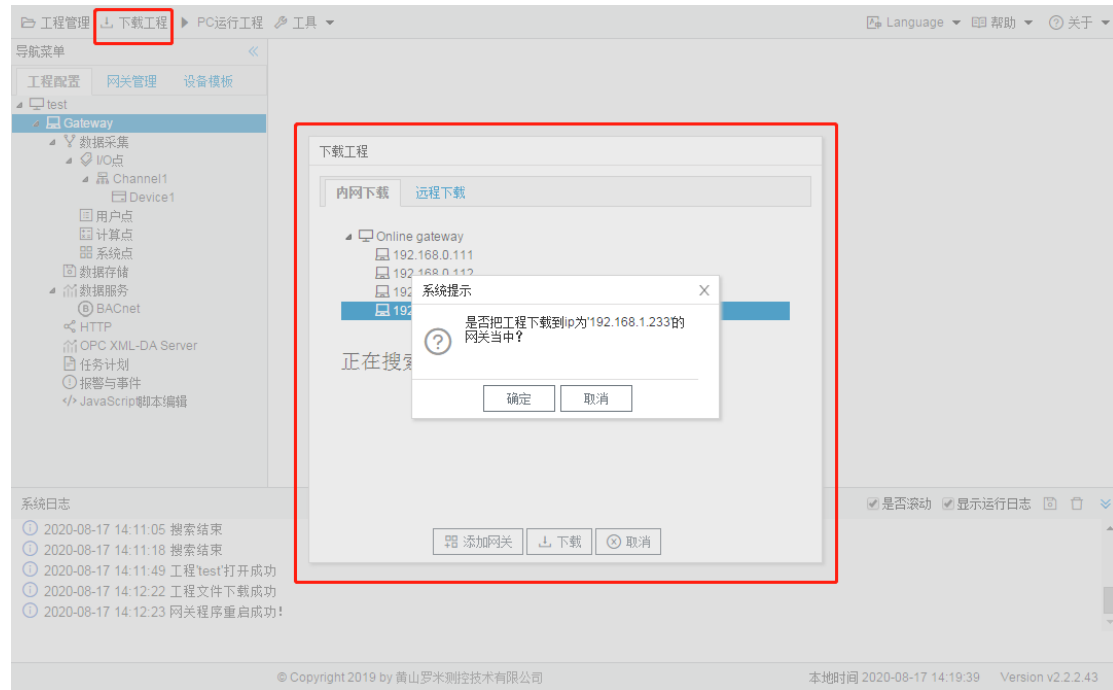 工程管理 下载工程 PC运行工程 工具 Language 帮助 关于
导航菜单
工程配置 网关管理 设备模板
test
Gateway
数据采集
I/O点
Channel1
Device1
用户点
计算点
系统点
数据存储
数据服务
BACnet
HTTP
OPC XML-DA Server
任务计划
报警与事件
JavaScrip脚本编辑
下载工程
内网下载 远程下载
Online gateway
192.168.0.111
192.168.0.112
192
192
正在搜索
系统提示
是否把工程下载到ip为'192.168.1.233'的
网关当中?
确定 取消
添加网关 下载 取消
系统日志 是否滚动 显示运行日志
2020-08-17 14:11:05 搜索结束
2020-08-17 14:11:18 搜索结束
2020-08-17 14:11:49 工程'test'打开成功
2020-08-17 14:12:22 工程文件下载成功
2020-08-17 14:12:23 网关程序重启成功!
© Copyright 2019 by 黄山罗米测控技术有限公司 本地时间 2020-08-17 14:19:39 Version v2.2.2.43